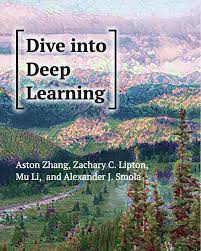 Dive into
Deep
Learning
Aston Zhang, Zachary C. Lipton,
Mu Li, and Alexander J. Smola